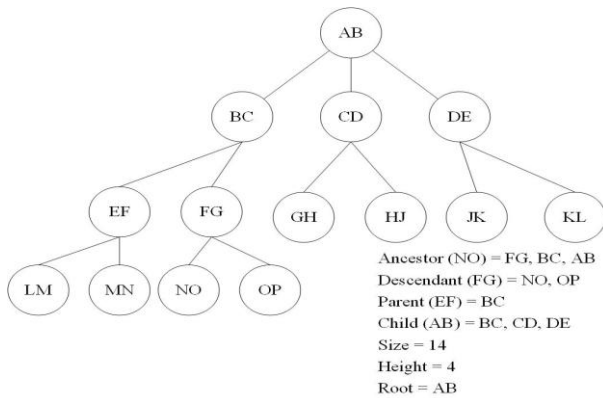 AB
BC CD DE
EF FG GH HJ JK KL
LM MN NO OP
Ancestor (NO) = FG, BC, AB
Descendant (FG) = NO, OP
Parent (EF) = BC
Child (AB) = BC, CD, DE
Size = 14
Height = 4
Root = AB